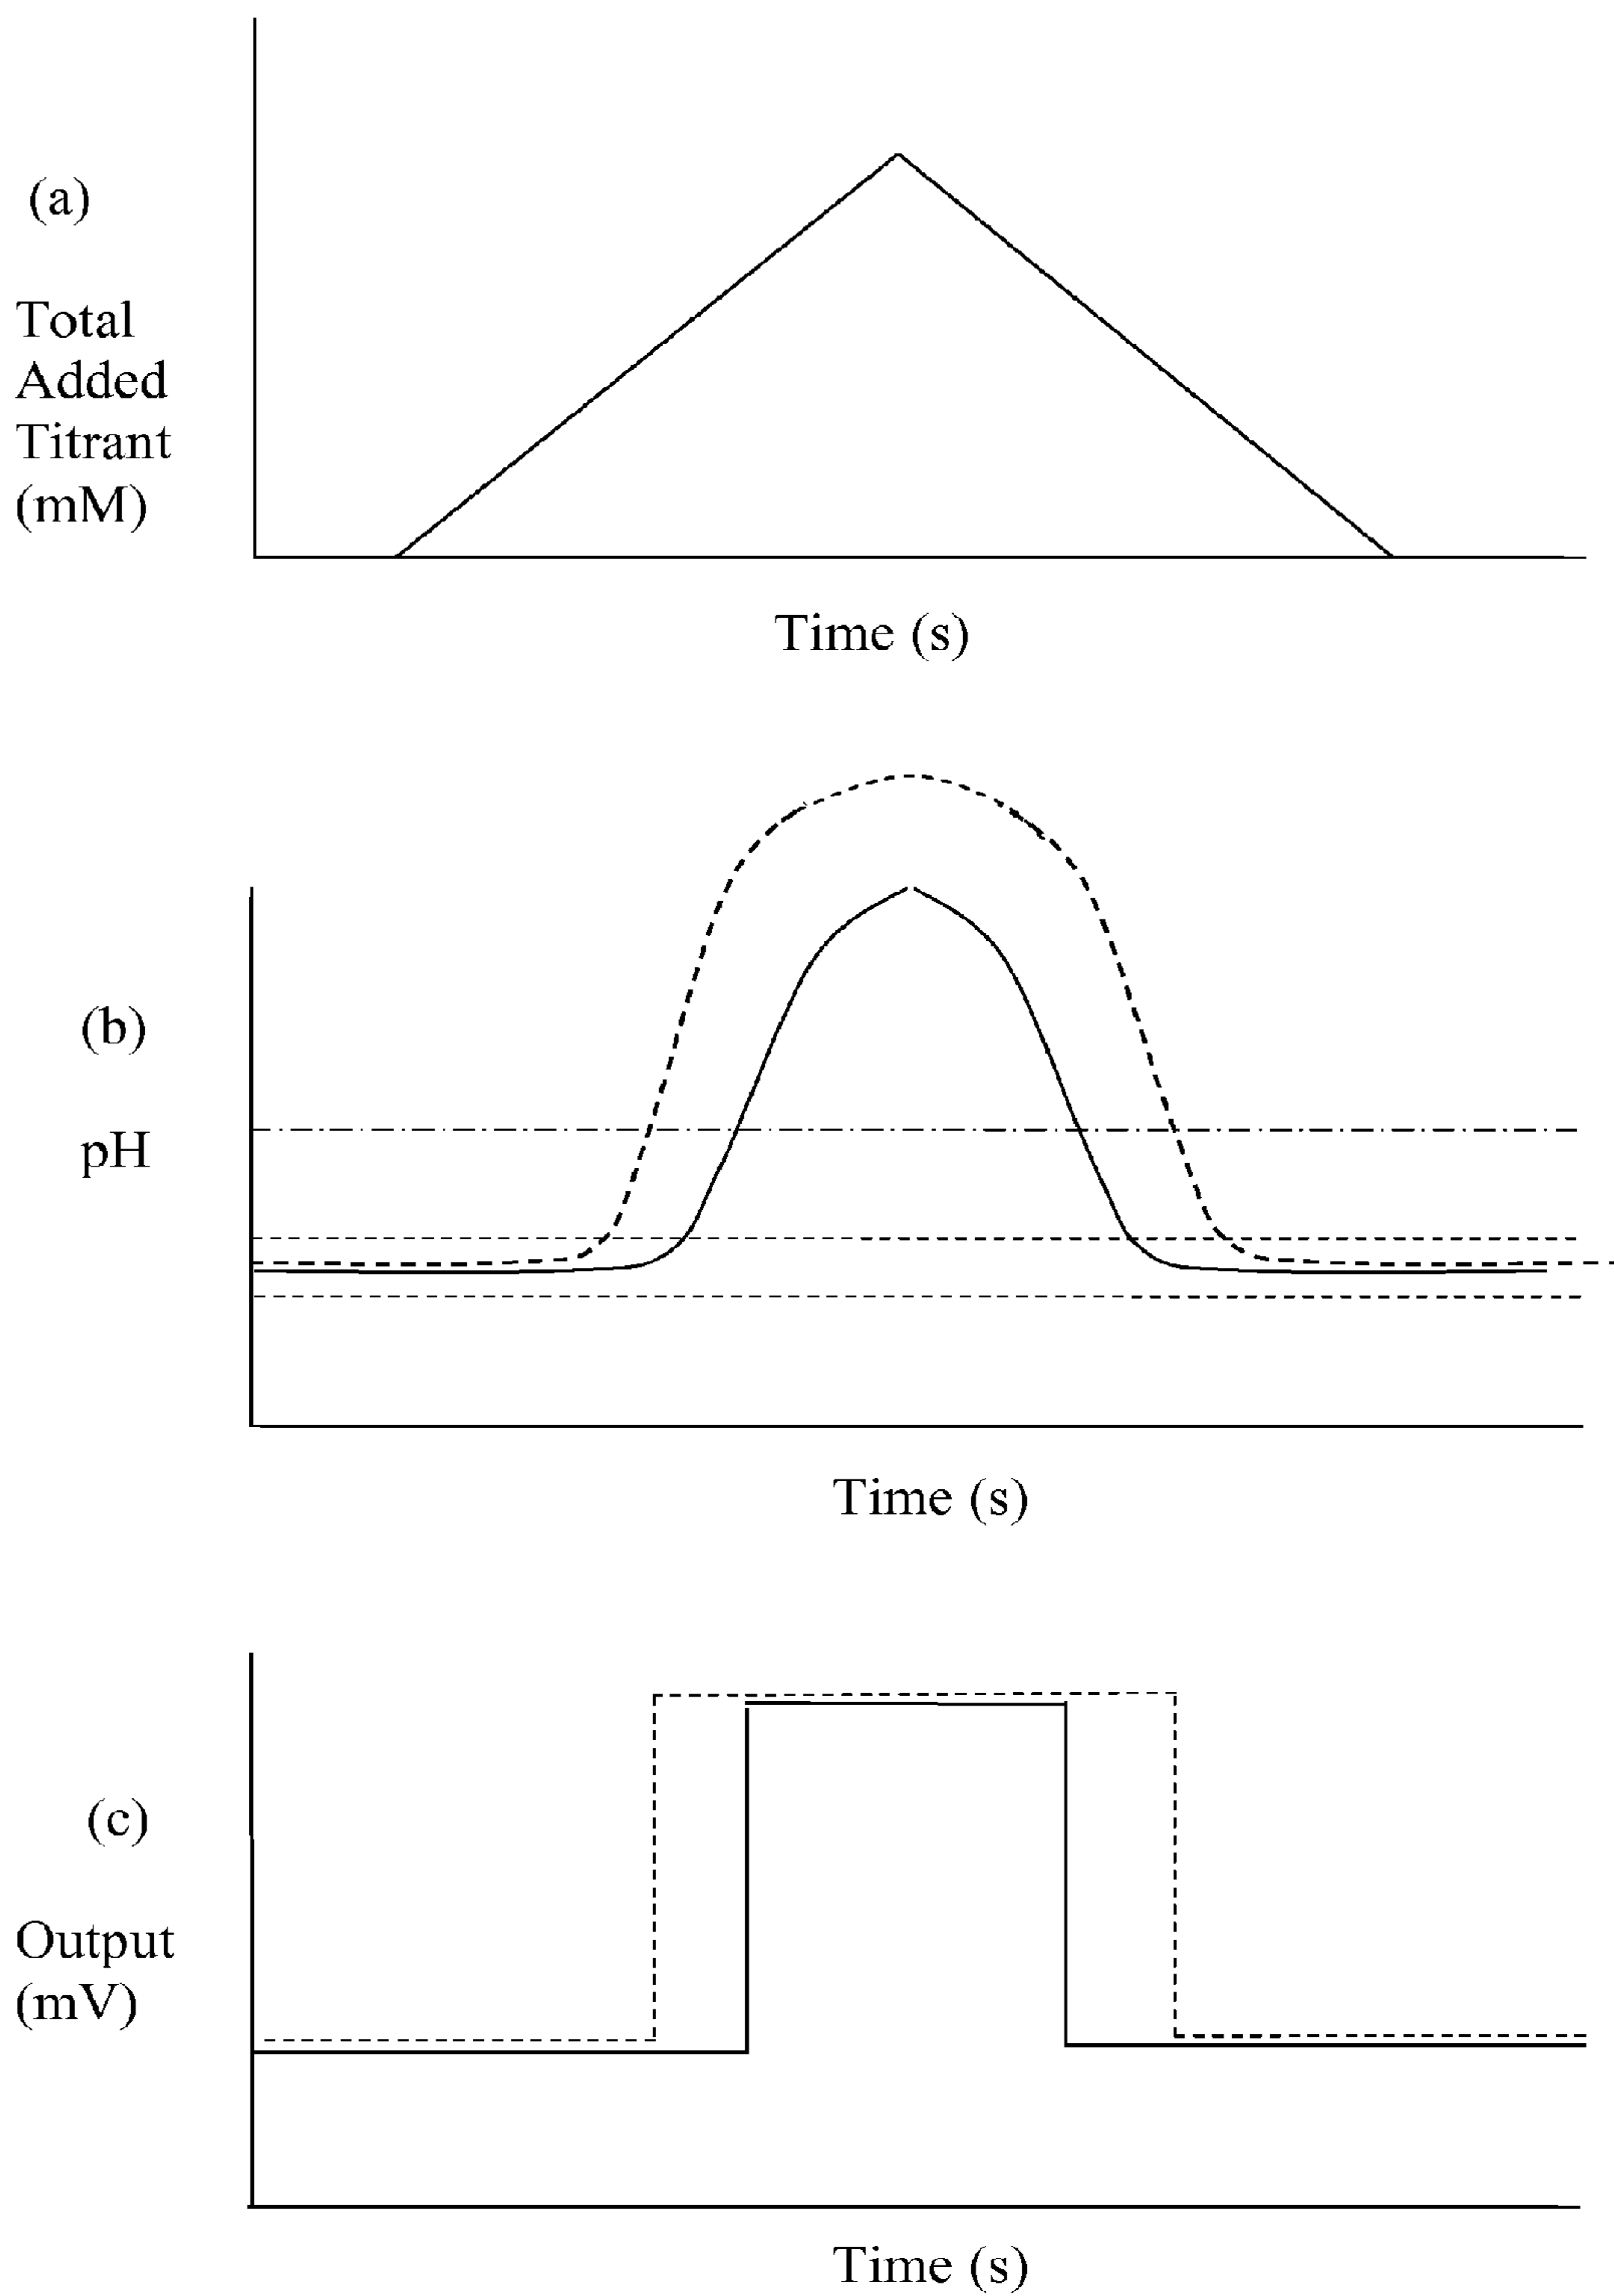 (a)
Total
Added
Titrant
(mM)
Time (s)
(b)
pH
Time (s)
(c)
Output
(mV)
Time (s)